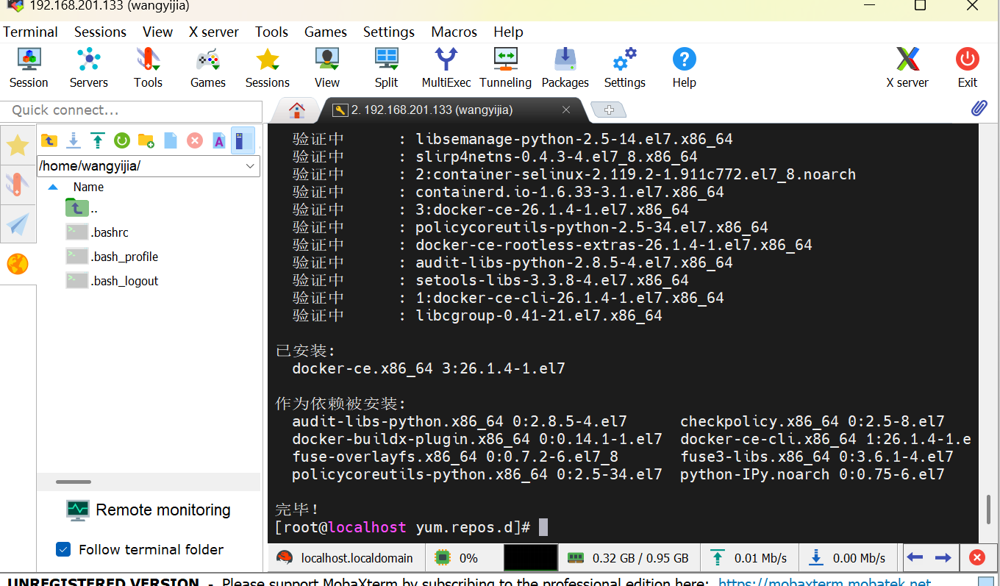 192.168.201.133 (wangyijia)
Terminal Sessions View X server Tools Games Settings Macros Help
Session Servers Tools Games Sessions View Split MultiExec Tunneling Packages Settings Help X server Exit
Quick connect...
2. 192.168.201.133 (wangyijia)
/home/wangyijia/
Name
..
.bashrc
.bash_profile
.bash_logout
Remote monitoring
Follow terminal folder
验证中 : libsemanage-python-2.5-14.el7.x86_64
验证中 : slirp4netns-0.4.3-4.el7_8.x86_64
验证中 : 2:container-selinux-2.119.2-1.911c772.el7_8.noarch
验证中 : containerd.io-1.6.33-3.1.el7.x86_64
验证中 : 3:docker-ce-26.1.4-1.el7.x86_64
验证中 : policycoreutils-python-2.5-34.el7.x86_64
验证中 : docker-ce-rootless-extras-26.1.4-1.el7.x86_64
验证中 : audit-libs-python-2.8.5-4.el7.x86_64
验证中 : setools-libs-3.3.8-4.el7.x86_64
验证中 : 1:docker-ce-cli-26.1.4-1.el7.x86_64
验证中 : libcgroup-0.41-21.el7.x86_64
已安装:
docker-ce.x86_64 3:26.1.4-1.el7
作为依赖被安装:
audit-libs-python.x86_64 0:2.8.5-4.el7 checkpolicy.x86_64 0:2.5-8.el7
docker-buildx-plugin.x86_64 0:0.14.1-1.el7 docker-ce-cli.x86_64 1:26.1.4-1.e
fuse-overlayfs.x86_64 0:0.7.2-6.el7_8 fuse3-libs.x86_64 0:3.6.1-4.el7
policycoreutils-python.x86_64 0:2.5-34.el7 python-IPy.noarch 0:0.75-6.el7
完毕!
[root@localhost yum.repos.d]#
localhost.localdomain 0% 0.32 GB / 0.95 GB 0.01 Mb/s 0.00 Mb/s
UNREGISTERED VERSION - Please support MobaXterm by subscribing to the professional edition here: https://mobaxterm.mobatek.net